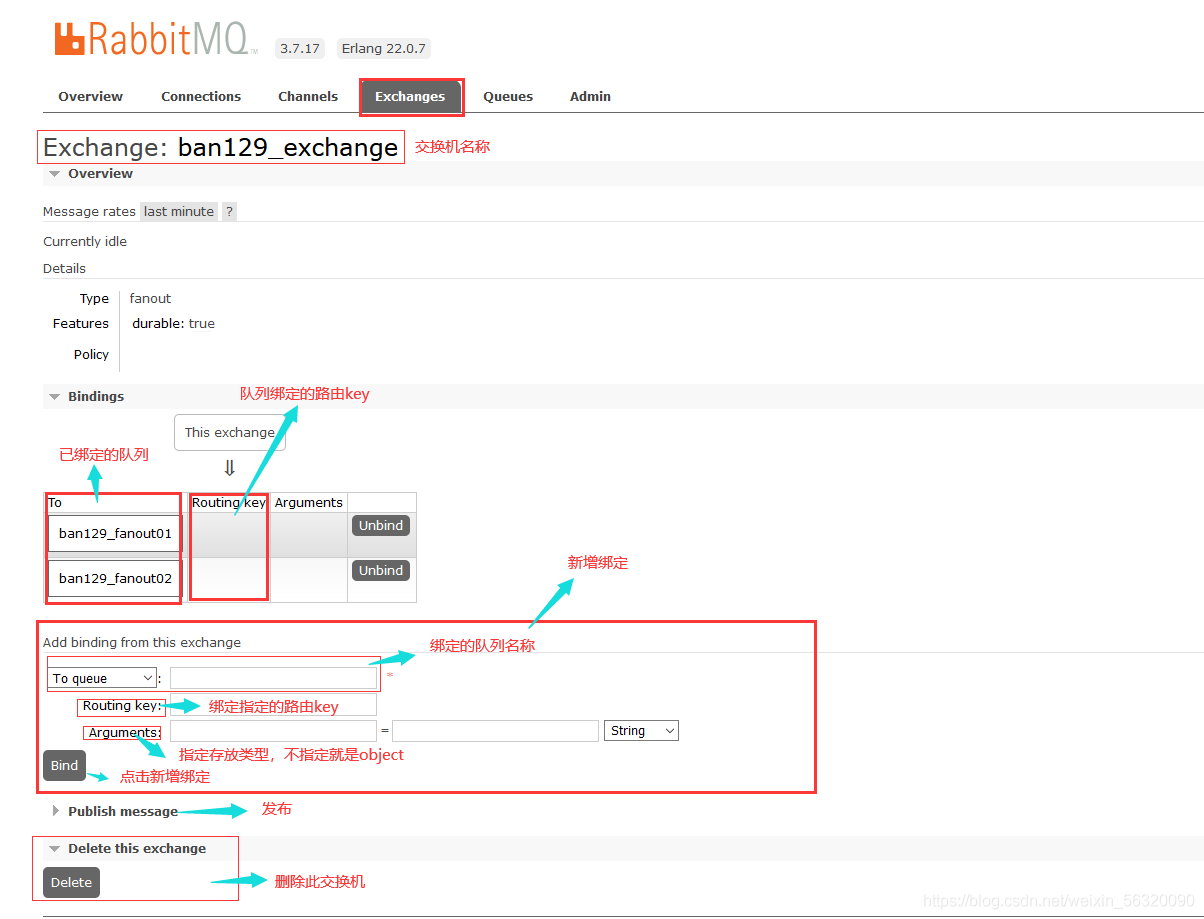 RabbitMQ TM 3.7.17 Erlang 22.0.7
Overview Connections Channels Exchanges Queues Admin
Exchange: ban129_exchange 交换机名称
Overview
Message rates last minute ?
Currently idle
Details
Type fanout
Features durable: true
Policy
Bindings 队列绑定的路由key
This exchange
已绑定的队列 ⇓
To Routing key Arguments
ban129_fanout01 Unbind
ban129_fanout02 Unbind
新增绑定
Add binding from this exchange 绑定的队列名称
To queue : *
Routing key: 绑定指定的路由key
Arguments: = String
指定存放类型，不指定就是object
Bind 点击新增绑定
Publish message 发布
Delete this exchange
Delete 删除此交换机
https://blog.csdn.net/weixin_56320090